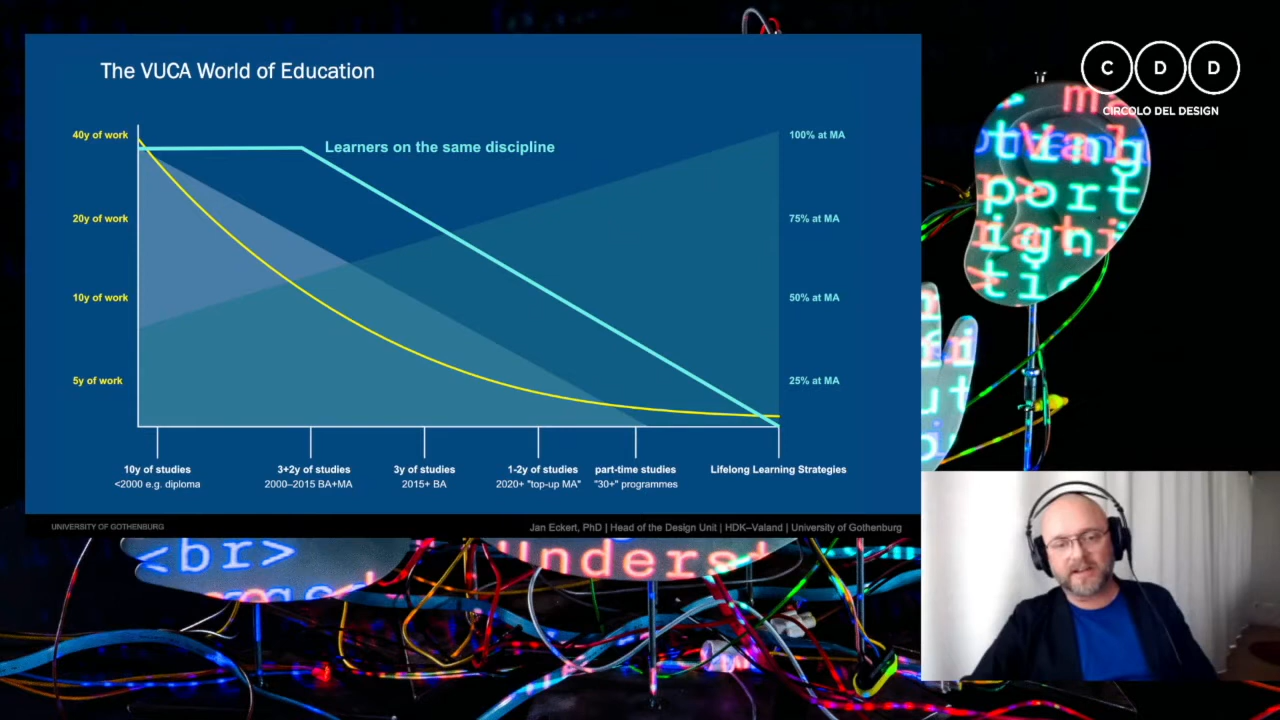 The VUCA World of Education
40y of work
20y of work
10y of work
5y of work
Learners on the same discipline
100% at MA
75% at MA
50% at MA
25% at MA
10y of studies
<2000 e.g. diploma
3+2y of studies
2000–2015 BA+MA
3y of studies
2015+ BA
1-2y of studies
2020+ "top-up MA"
part-time studies
"30+" programmes
Lifelong Learning Strategies
UNIVERSITY OF GOTHENBURG
Jan Eckert, PhD | Head of the Design Unit | HDK–Valand | University of Gothenburg
C D D
CIRCOLO DEL DESIGN
ting
port
<br>
Underst